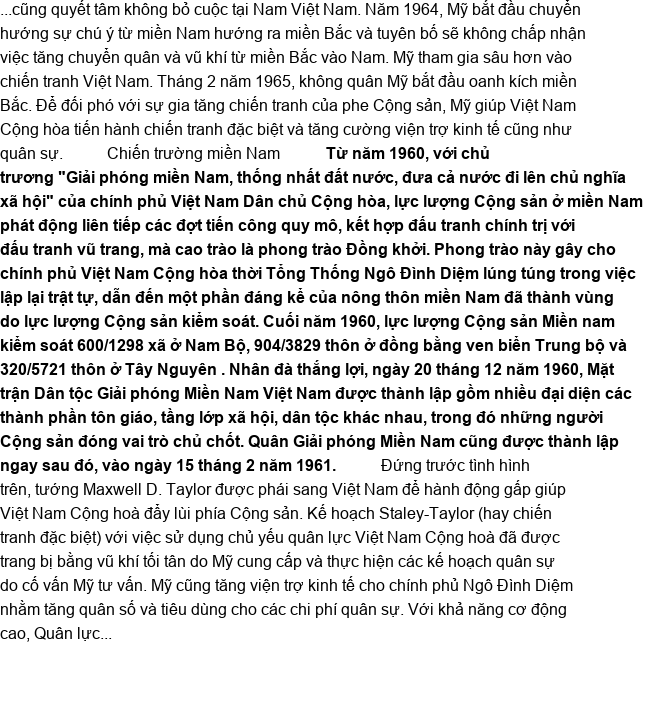 ...cũng quyết tâm không bỏ cuộc tại Nam Việt Nam. Năm 1964, Mỹ bắt đầu chuyển
hướng sự chú ý từ miền Nam hướng ra miền Bắc và tuyên bố sẽ không chấp nhận
việc tăng chuyển quân và vũ khí từ miền Bắc vào Nam. Mỹ tham gia sâu hơn vào
chiến tranh Việt Nam. Tháng 2 năm 1965, không quân Mỹ bắt đầu oanh kích miền
Bắc. Để đối phó với sự gia tăng chiến tranh của phe Cộng sản, Mỹ giúp Việt Nam
Cộng hòa tiến hành chiến tranh đặc biệt và tăng cường viện trợ kinh tế cũng như
quân sự. Chiến trường miền Nam Từ năm 1960, với chủ
trương "Giải phóng miền Nam, thống nhất đất nước, đưa cả nước đi lên chủ nghĩa
xã hội" của chính phủ Việt Nam Dân chủ Cộng hòa, lực lượng Cộng sản ở miền Nam
phát động liên tiếp các đợt tiến công quy mô, kết hợp đấu tranh chính trị với
đấu tranh vũ trang, mà cao trào là phong trào Đồng khởi. Phong trào này gây cho
chính phủ Việt Nam Cộng hòa thời Tổng Thống Ngô Đình Diệm lúng túng trong việc
lập lại trật tự, dẫn đến một phần đáng kể của nông thôn miền Nam đã thành vùng
do lực lượng Cộng sản kiểm soát. Cuối năm 1960, lực lượng Cộng sản Miền nam
kiểm soát 600/1298 xã ở Nam Bộ, 904/3829 thôn ở đồng bằng ven biển Trung bộ và
320/5721 thôn ở Tây Nguyên . Nhân đà thắng lợi, ngày 20 tháng 12 năm 1960, Mặt
trận Dân tộc Giải phóng Miền Nam Việt Nam được thành lập gồm nhiều đại diện các
thành phần tôn giáo, tầng lớp xã hội, dân tộc khác nhau, trong đó những người
Cộng sản đóng vai trò chủ chốt. Quân Giải phóng Miền Nam cũng được thành lập
ngay sau đó, vào ngày 15 tháng 2 năm 1961. Đứng trước tình hình
trên, tướng Maxwell D. Taylor được phái sang Việt Nam để hành động gấp giúp
Việt Nam Cộng hoà đẩy lùi phía Cộng sản. Kế hoạch Staley-Taylor (hay chiến
tranh đặc biệt) với việc sử dụng chủ yếu quân lực Việt Nam Cộng hoà đã được
trang bị bằng vũ khí tối tân do Mỹ cung cấp và thực hiện các kế hoạch quân sự
do cố vấn Mỹ tư vấn. Mỹ cũng tăng viện trợ kinh tế cho chính phủ Ngô Đình Diệm
nhằm tăng quân số và tiêu dùng cho các chi phí quân sự. Với khả năng cơ động
cao, Quân lực...